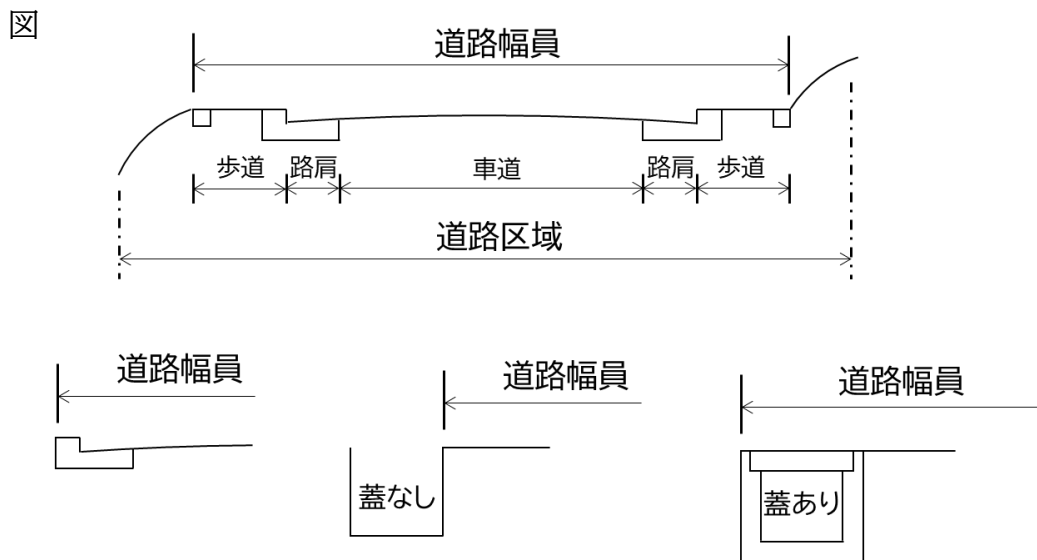 図
道路幅員
歩道 路肩 車道 路肩 歩道
道路区域
道路幅員 道路幅員 道路幅員
蓋なし 蓋あり